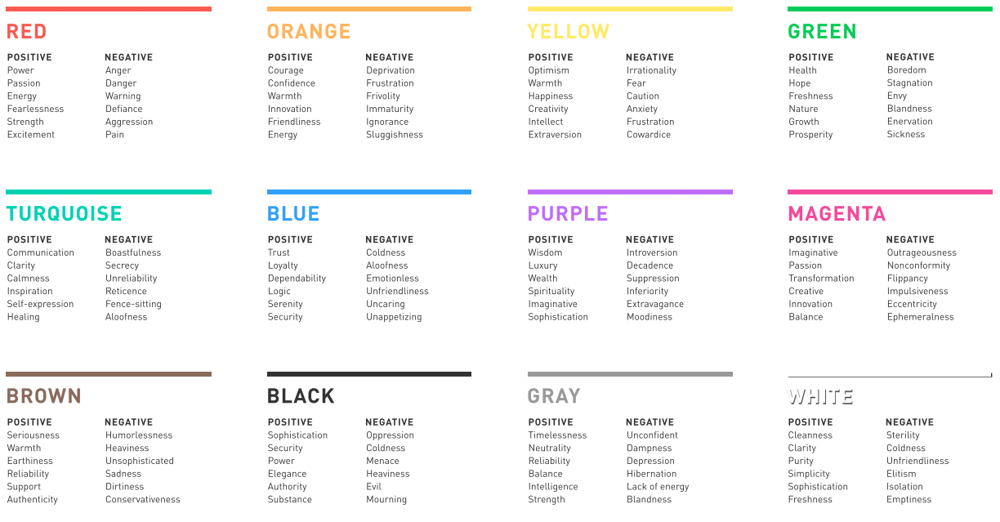 RED
POSITIVE NEGATIVE
Power Anger
Passion Danger
Energy Warning
Fearlessness Defiance
Strength Aggression
Excitement Pain
ORANGE
POSITIVE NEGATIVE
Courage Deprivation
Confidence Frustration
Warmth Frivolity
Innovation Immaturity
Friendliness Ignorance
Energy Sluggishness
YELLOW
POSITIVE NEGATIVE
Optimism Irrationality
Warmth Fear
Happiness Caution
Creativity Anxiety
Intellect Frustration
Extraversion Cowardice
GREEN
POSITIVE NEGATIVE
Health Boredom
Hope Stagnation
Freshness Envy
Nature Blandness
Growth Enervation
Prosperity Sickness
TURQUOISE
POSITIVE NEGATIVE
Communication Boastfulness
Clarity Secrecy
Calmness Unreliability
Inspiration Reticence
Self-expression Fence-sitting
Healing Aloofness
BLUE
POSITIVE NEGATIVE
Trust Coldness
Loyalty Aloofness
Dependability Emotionless
Logic Unfriendliness
Serenity Uncaring
Security Unappetizing
PURPLE
POSITIVE NEGATIVE
Wisdom Introversion
Luxury Decadence
Wealth Suppression
Spirituality Inferiority
Imaginative Extravagance
Sophistication Moodiness
MAGENTA
POSITIVE NEGATIVE
Imaginative Outrageousness
Passion Nonconformity
Transformation Flippancy
Creative Impulsiveness
Innovation Eccentricity
Balance Ephemeralness
BROWN
POSITIVE NEGATIVE
Seriousness Humorlessness
Warmth Heaviness
Earthiness Unsophisticated
Reliability Sadness
Support Dirtiness
Authenticity Conservativeness
BLACK
POSITIVE NEGATIVE
Sophistication Oppression
Security Coldness
Power Menace
Elegance Heaviness
Authority Evil
Substance Mourning
GRAY
POSITIVE NEGATIVE
Timelessness Unconfident
Neutrality Dampness
Reliability Depression
Balance Hibernation
Intelligence Lack of energy
Strength Blandness
WHITE
POSITIVE NEGATIVE
Cleanness Sterility
Clarity Coldness
Purity Unfriendliness
Simplicity Elitism
Sophistication Isolation
Freshness Emptiness